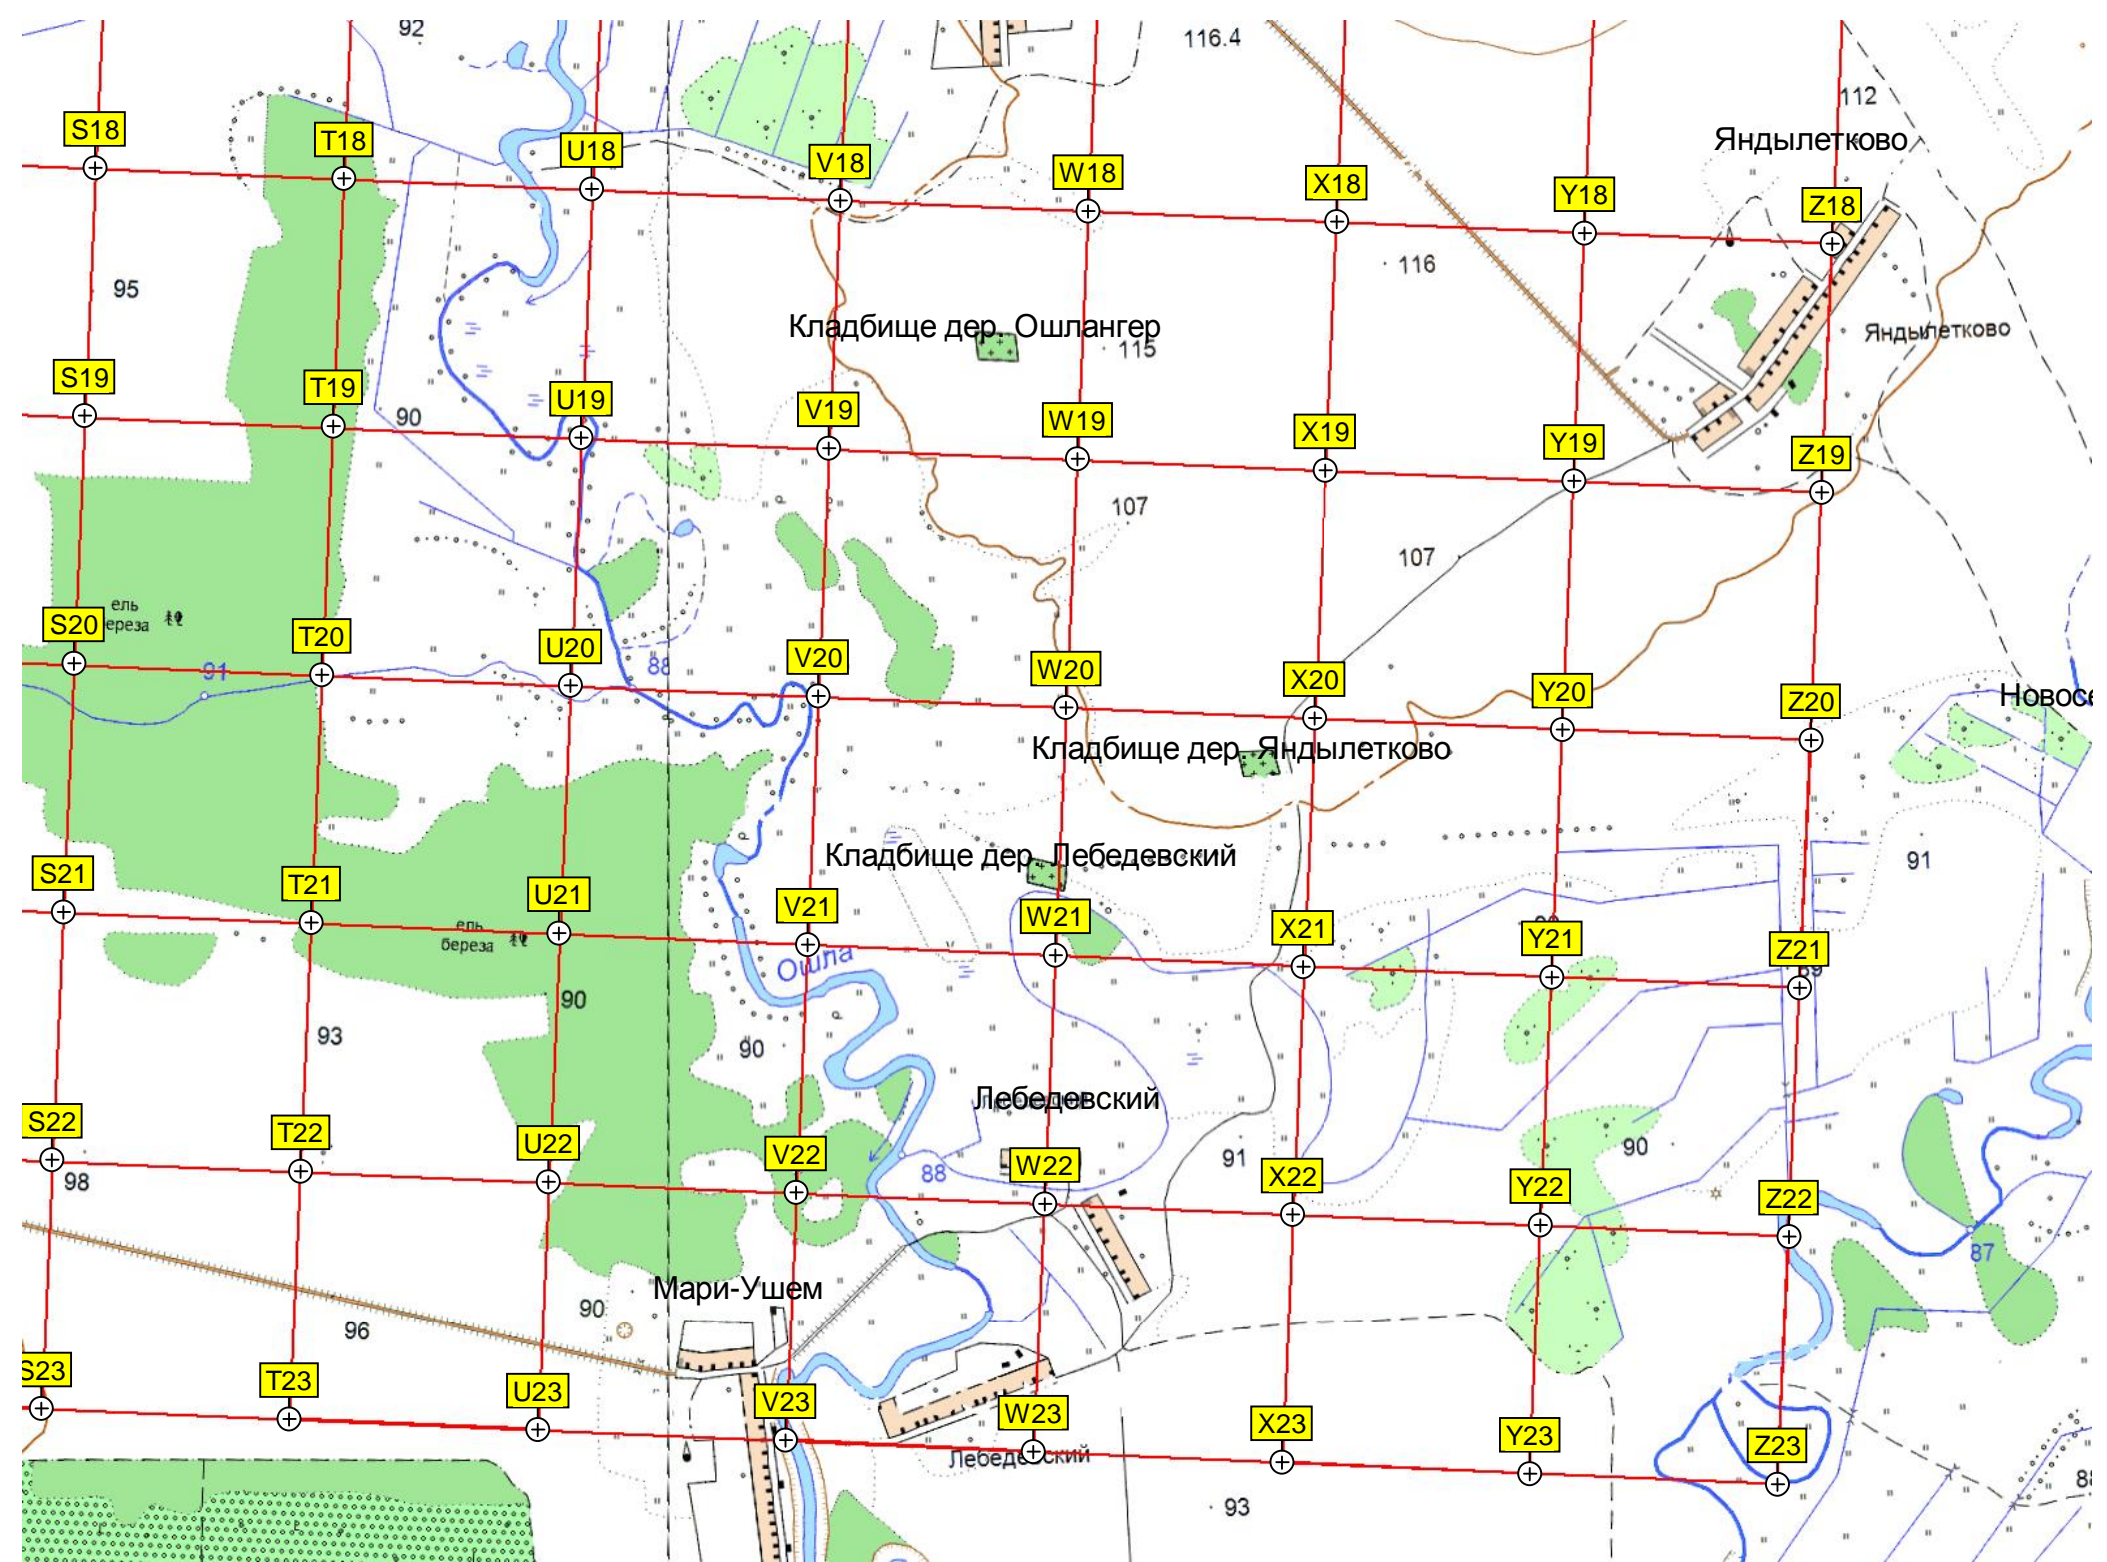 92
116.4
112
S18
T18
U18
V18
W18
X18
Y18
Z18
Яндылетково
95
116
Кладбище дер. Ошлангер
115
Яндылетково
S19
T19
U19
V19
W19
X19
Y19
Z19
90
107
107
ель
береза
S20
T20
U20
V20
W20
X20
Y20
Z20
91
88
Новосе
Кладбище дер. Яндылетково
Кладбище дер. Лебедевский
91
S21
T21
U21
V21
W21
X21
Y21
Z21
ель
береза
Ошла
90
93
90
Лебедевский
S22
T22
U22
V22
W22
X22
Y22
Z22
98
88
91
90
87
Мари-Ушем
90
96
S23
T23
U23
V23
W23
X23
Y23
Z23
Лебедевский
93
88